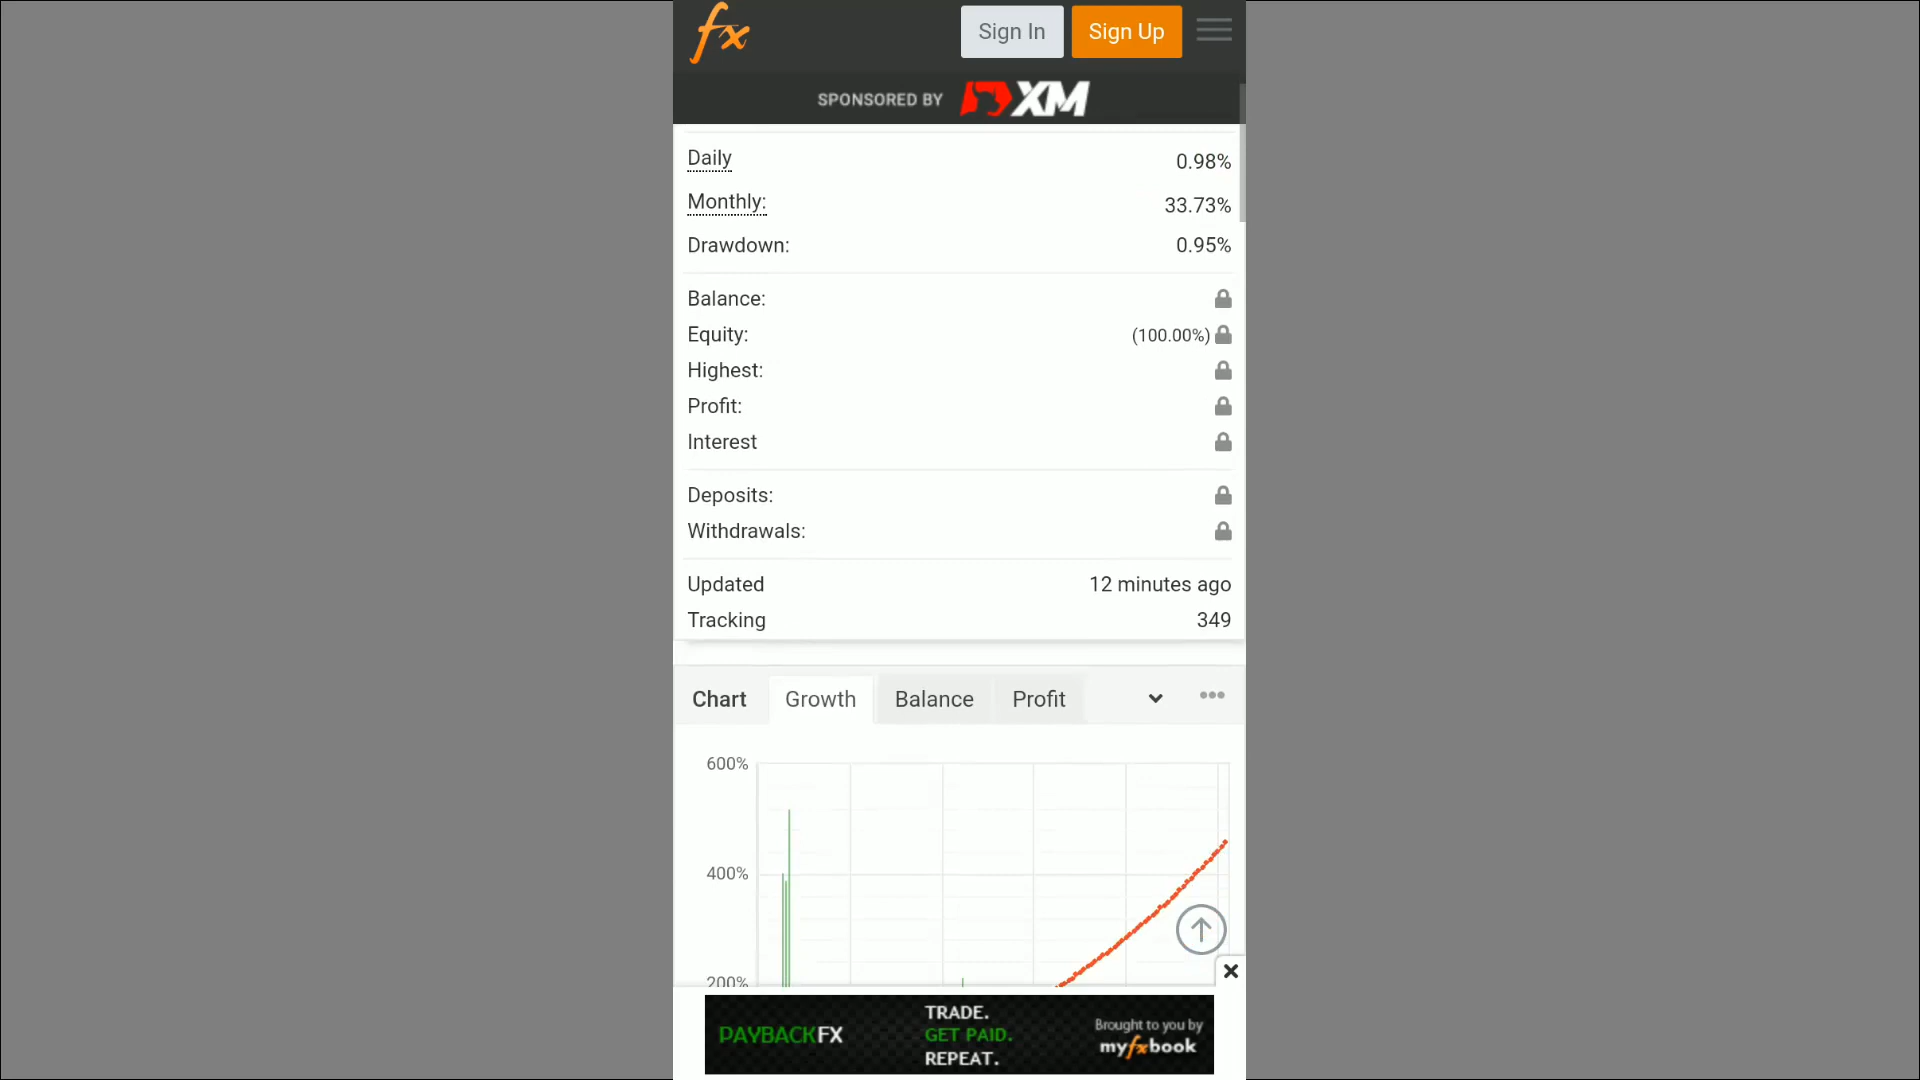 fx
Sign In
Sign Up
SPONSORED BY XM
Daily 0.98%
Monthly: 33.73%
Drawdown: 0.95%
Balance:
Equity: (100.00%)
Highest:
Profit:
Interest
Deposits:
Withdrawals:
Updated 12 minutes ago
Tracking 349
Chart Growth Balance Profit
600%
400%
200%
PAYBACKFX
TRADE.
GET PAID.
REPEAT.
Brought to you by
myfxbook